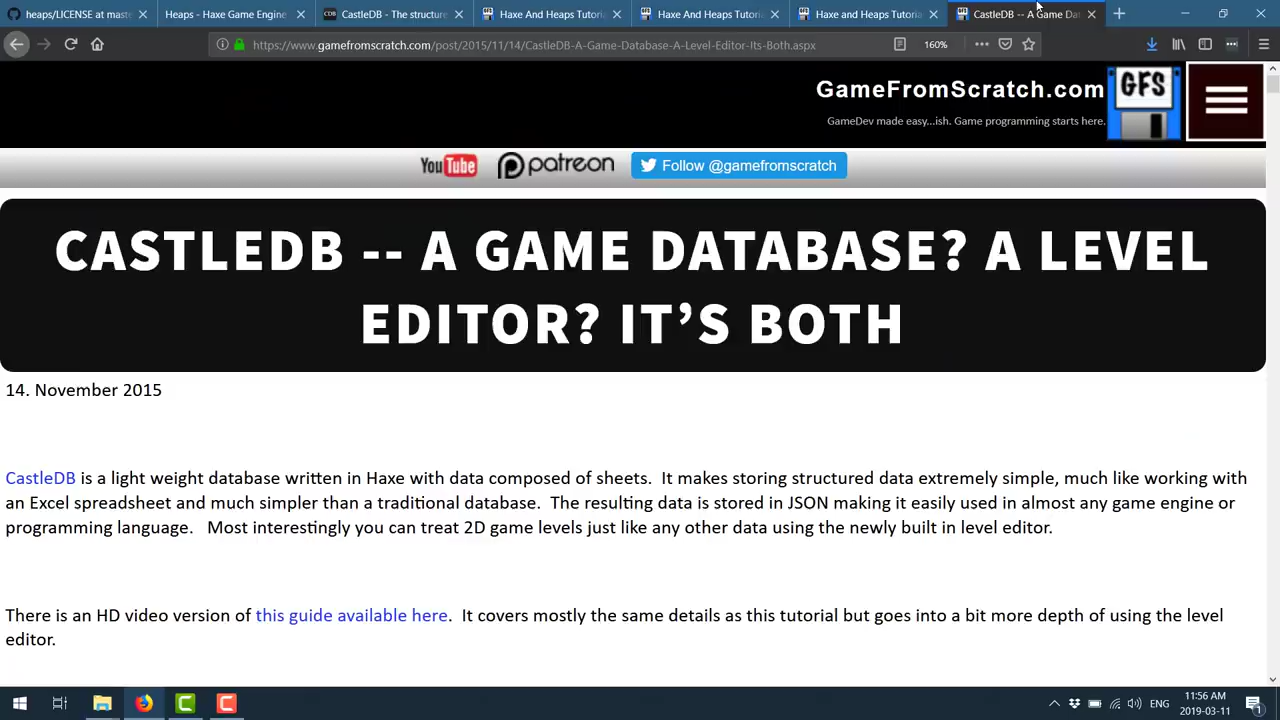 heaps/LICENSE at mast
Heaps - Haxe Game Engine
CDB CastleDB - The structure
Haxe And Heaps Tutori
Haxe And Heaps Tutori
Haxe and Heaps Tutoria
CastleDB -- A Game Dat
https://www.gamefromscratch.com/post/2015/11/14/CastleDB-A-Game-Database-A-Level-Editor-Its-Both.aspx
160%
GameFromScratch.com
GFS
GameDev made easy...ish. Game programming starts here.
YouTube
patreon
Follow @gamefromscratch
CASTLEDB -- A GAME DATABASE? A LEVEL
EDITOR? IT’S BOTH
14. November 2015
CastleDB is a light weight database written in Haxe with data composed of sheets. It makes storing structured data extremely simple, much like working with
an Excel spreadsheet and much simpler than a traditional database. The resulting data is stored in JSON making it easily used in almost any game engine or
programming language. Most interestingly you can treat 2D game levels just like any other data using the newly built in level editor.
There is an HD video version of this guide available here. It covers mostly the same details as this tutorial but goes into a bit more depth of using the level
editor.
ENG
11:56 AM
2019-03-11
1